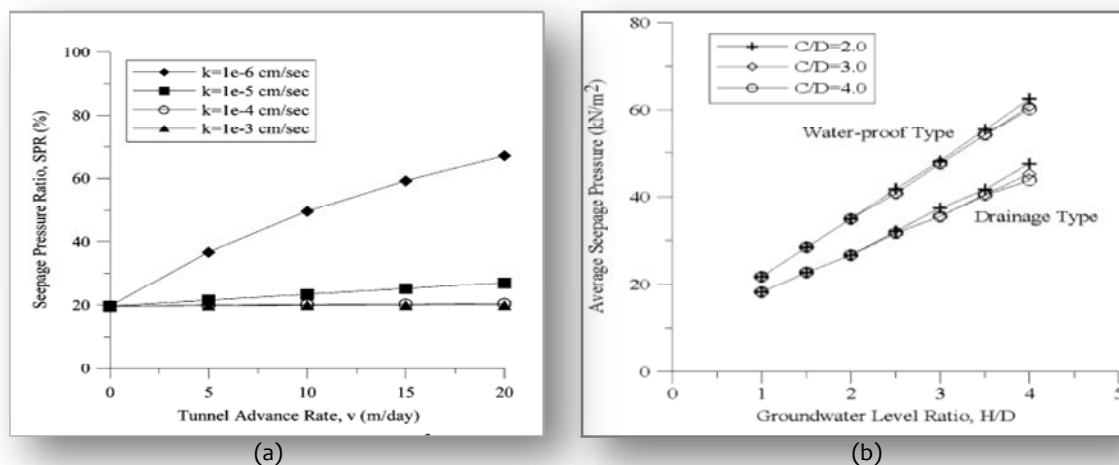 100
80
60
40
20
0
Seepage Pressure Ratio, SPR (%)
k=1e-6 cm/sec
k=1e-5 cm/sec
k=1e-4 cm/sec
k=1e-3 cm/sec
0 5 10 15 20
Tunnel Advance Rate, v (m/day)
(a)
80
60
40
20
0
Average Seepage Pressure (kN/m²)
C/D=2.0
C/D=3.0
C/D=4.0
Water-proof Type
Drainage Type
0 1 2 3 4 5
Groundwater Level Ratio, H/D
(b)